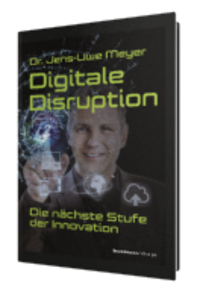 Dr. Jens-Uwe Meyer
Digitale
Disruption
Die nächste Stufe
der Innovation